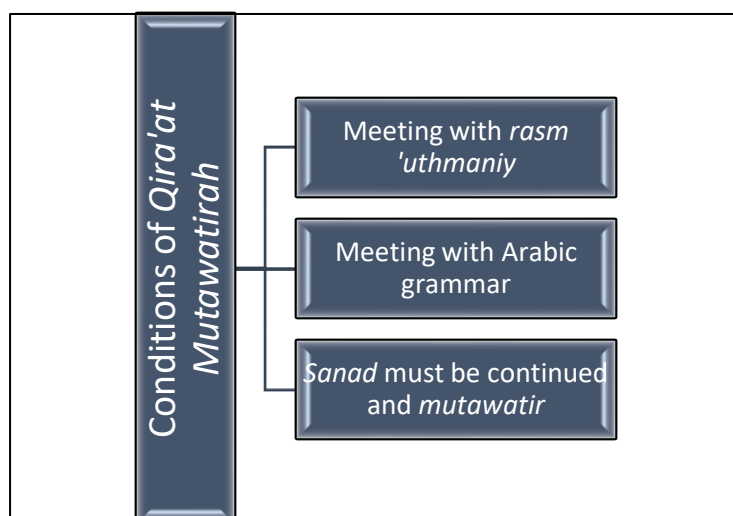 Conditions of Qira'at
Mutawatirah
Meeting with rasm
'uthmaniy
Meeting with Arabic
grammar
Sanad must be continued
and mutawatir